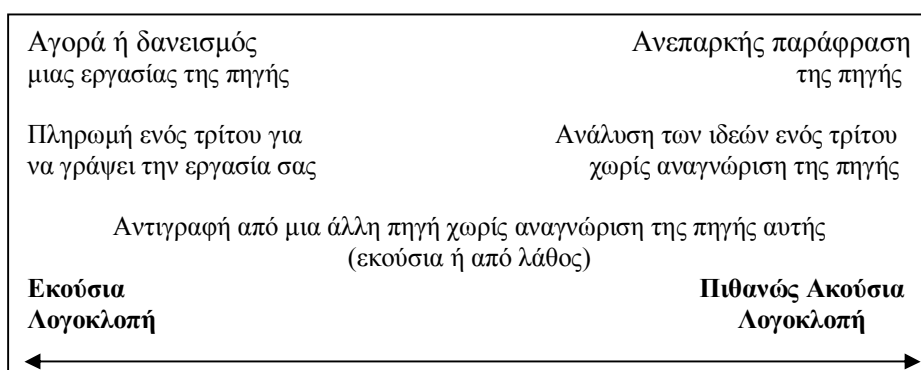 Αγορά ή δανεισμός Ανεπαρκής παράφραση
μιας εργασίας της πηγής της πηγής
Πληρωμή ενός τρίτου για Ανάλυση των ιδεών ενός τρίτου
να γράψει την εργασία σας χωρίς αναγνώριση της πηγής
Αντιγραφή από μια άλλη πηγή χωρίς αναγνώριση της πηγής αυτής
(εκούσια ή από λάθος)
Εκούσια Πιθανώς Ακούσια
Λογοκλοπή Λογοκλοπή